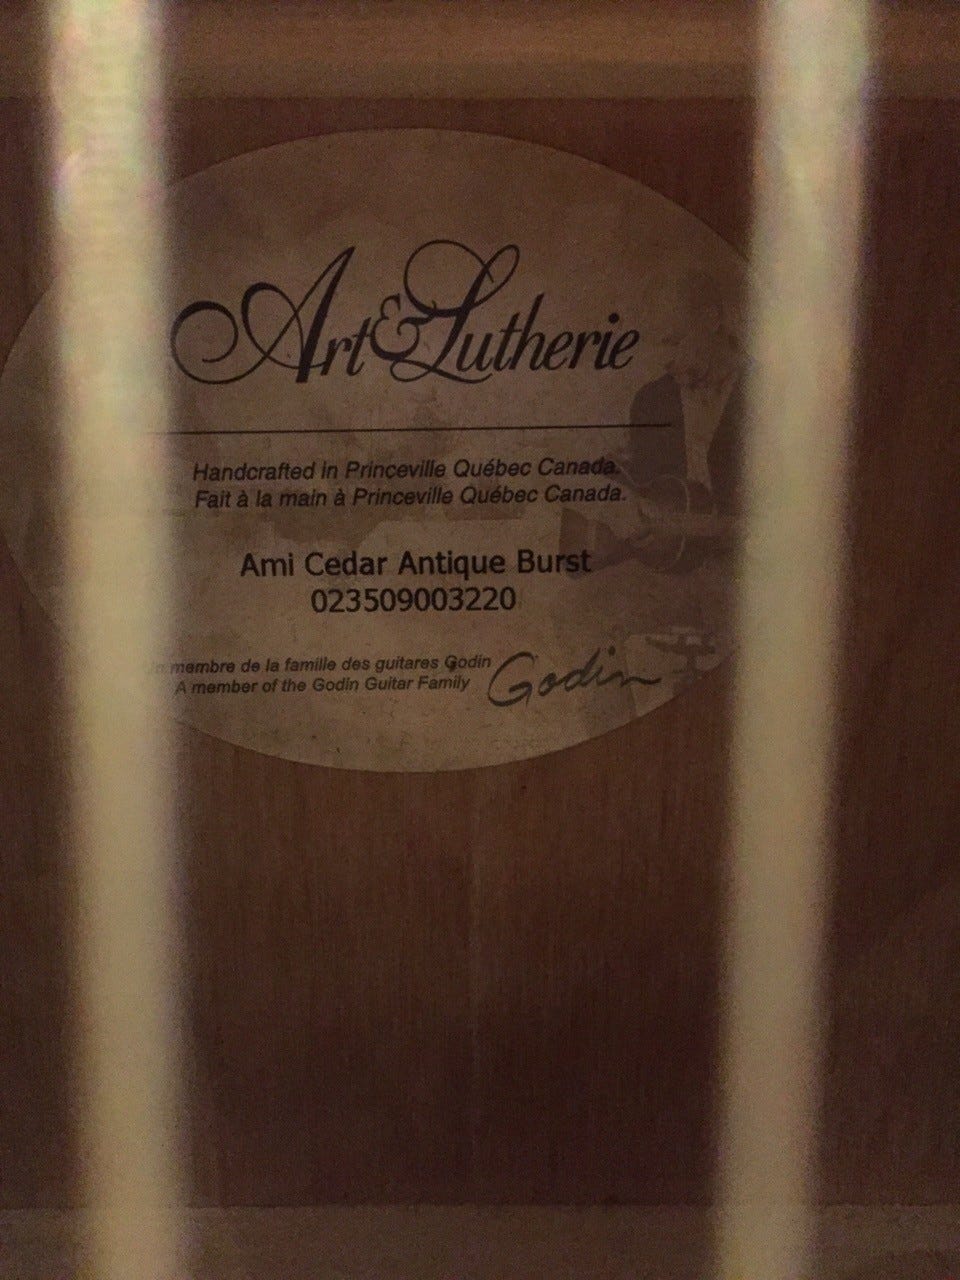 Art & Lutherie
Handcrafted in Princeville Québec Canada.
Fait à la main à Princeville Québec Canada.
Ami Cedar Antique Burst
023509003220
membre de la famille des guitares Godin
A member of the Godin Guitar Family
Godin